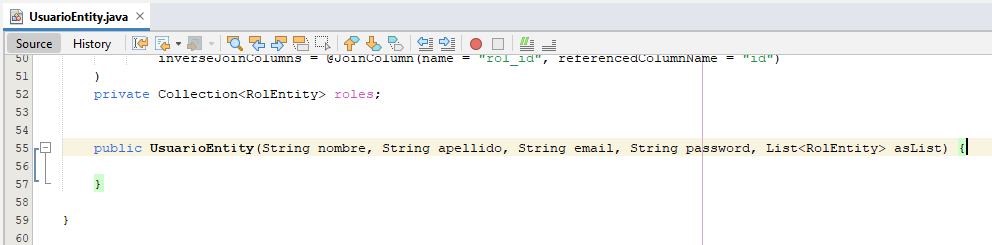 UsuarioEntity.java
Source History
50 inverseJoinColumns = @JoinColumn(name = "rol_id", referencedColumnName = "id")
51 )
52 private Collection<RolEntity> roles;
53
54
55 public UsuarioEntity(String nombre, String apellido, String email, String password, List<RolEntity> asList) {
56
57 }
58
59 }
60